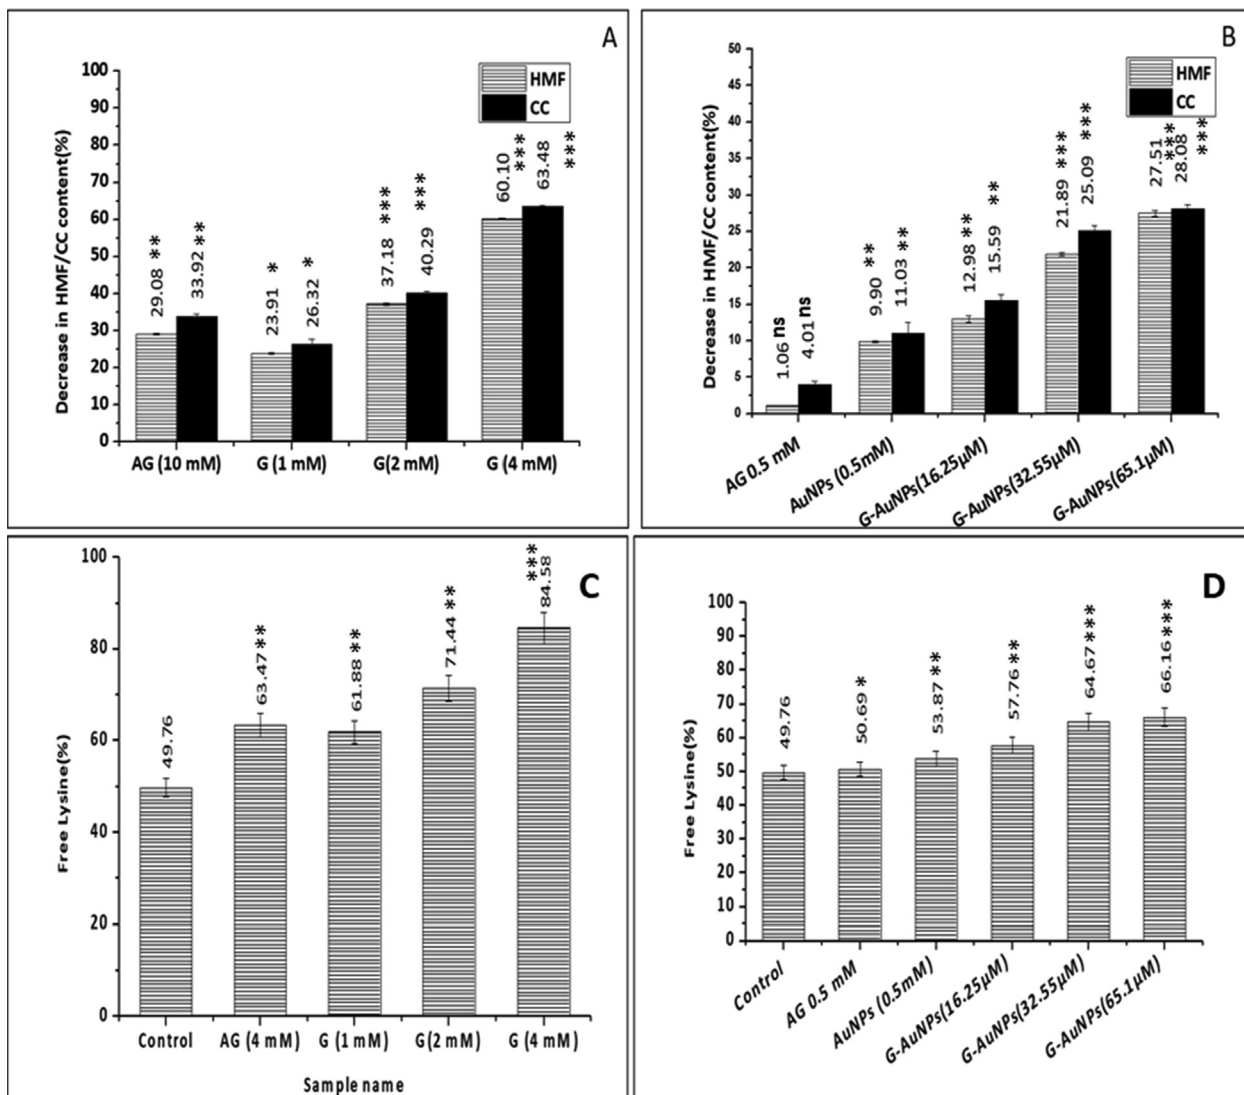 A
Decrease in HMF/CC content(%)
100
90
80
70
60
50
40
30
20
10
0
HMF
CC
29.08 **
33.92 **
23.91 *
26.32 *
37.18 ***
40.29 ***
60.10 ***
63.48 ***
AG (10 mM)
G (1 mM)
G(2 mM)
G (4 mM)
B
Decrease in HMF/CC content(%)
50
45
40
35
30
25
20
15
10
5
0
HMF
CC
1.06 ns
4.01 ns
9.90 **
11.03 **
12.98 **
15.59 **
21.89 ***
25.09 ***
27.51 ***
28.08 ***
AG 0.5 mM
AuNPs (0.5mM)
G-AuNPs(16.25µM)
G-AuNPs(32.55µM)
G-AuNPs(65.1µM)
C
Free Lysine(%)
100
80
60
40
20
0
49.76
63.47 **
61.88 **
71.44 **
84.58 ***
Control
AG (4 mM)
G (1 mM)
G(2 mM)
G (4 mM)
Sample name
D
Free Lysine(%)
100
90
80
70
60
50
40
30
20
10
0
49.76
50.69 *
53.87 **
57.76 **
64.67 ***
66.16 ***
Control
AG 0.5 mM
AuNPs (0.5mM)
G-AuNPs(16.25µM)
G-AuNPs(32.55µM)
G-AuNPs(65.1µM)